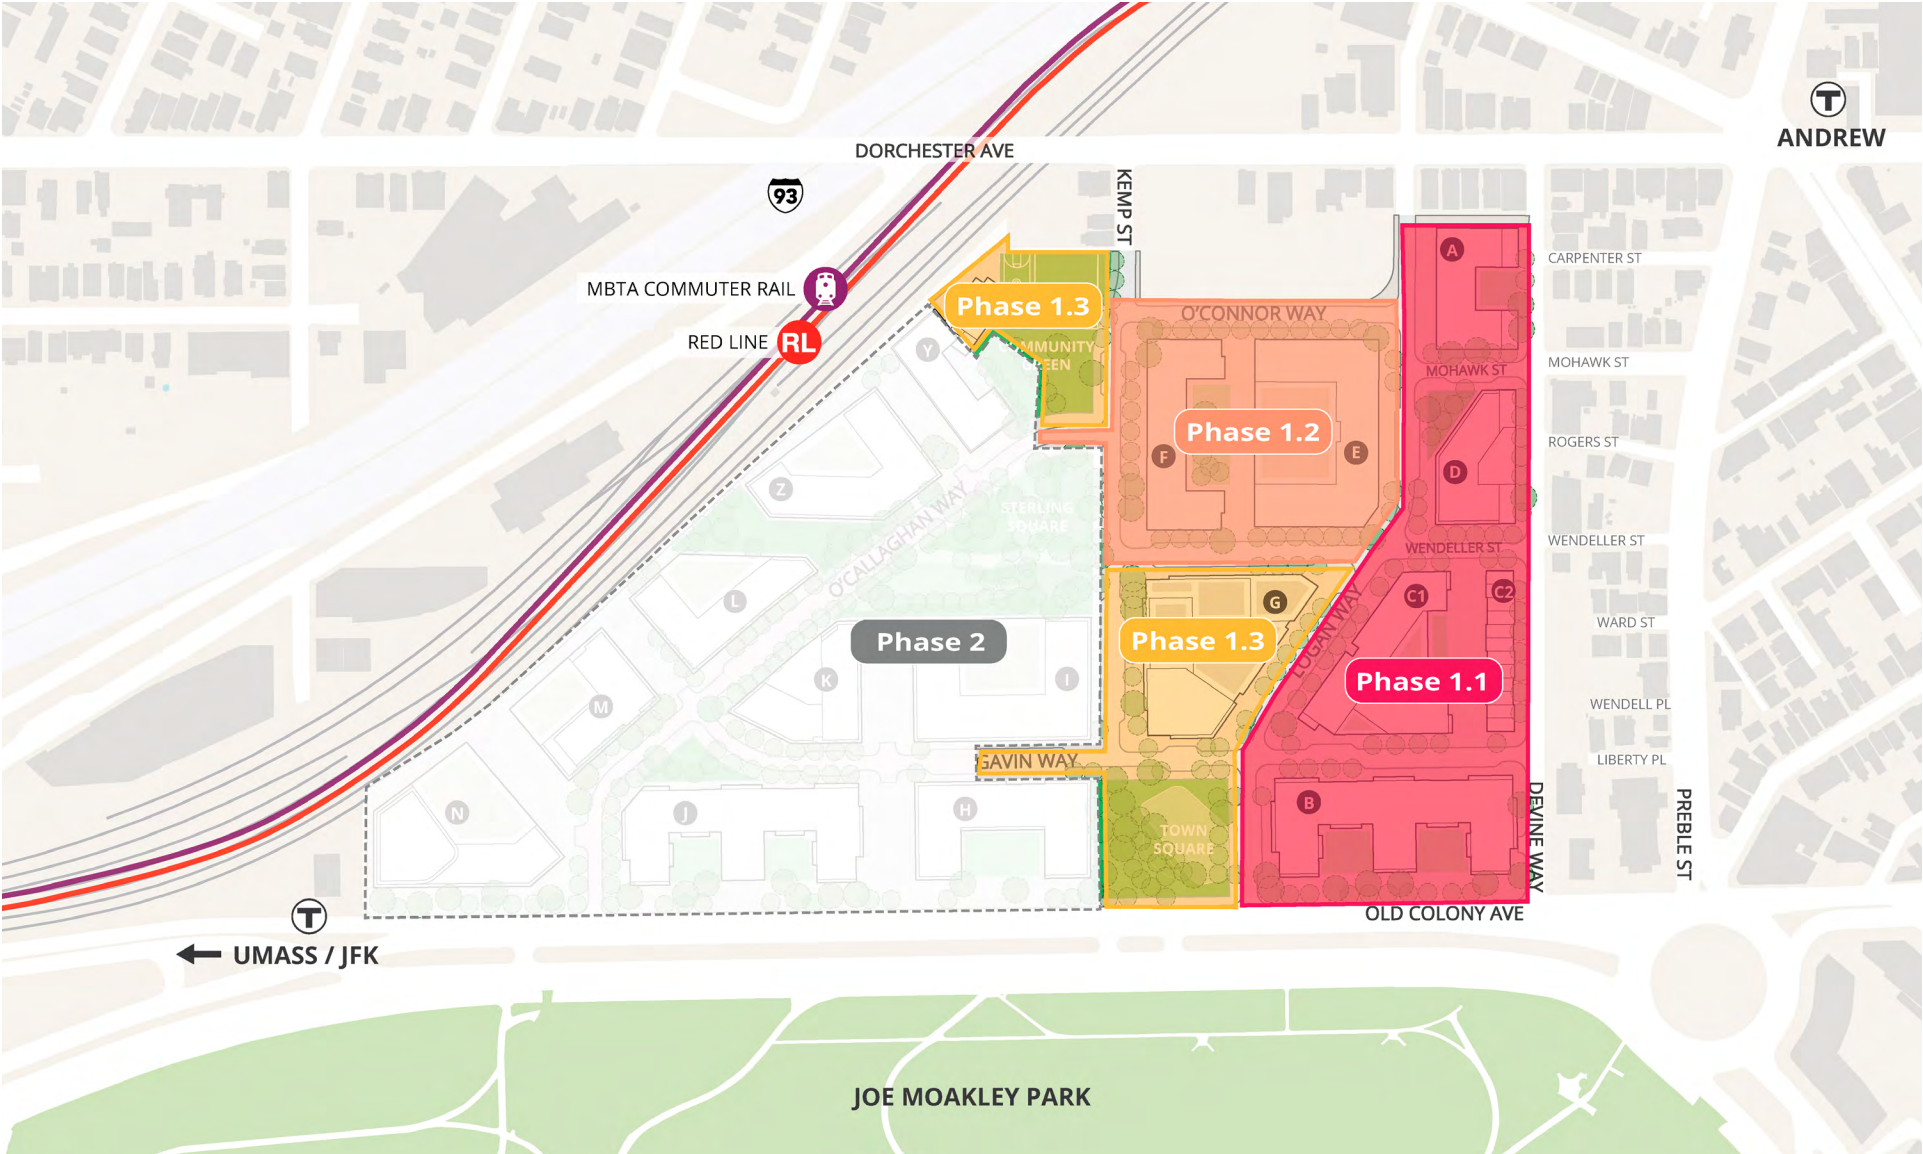 ANDREW
DORCHESTER AVE
93
KEMP ST
MBTA COMMUTER RAIL
RED LINE
RL
Phase 1.3
COMMUNITY
GREEN
O'CONNOR WAY
A
CARPENTER ST
Y
MOHAWK ST
MOHAWK ST
Phase 1.2
F
E
ROGERS ST
D
Z
STERLING
SQUARE
O'CALLAGHAN WAY
WENDELLER ST
WENDELLER ST
L
G
C1
C2
LOGAN WAY
WARD ST
Phase 2
Phase 1.3
K
I
Phase 1.1
M
WENDELL PL
GAVIN WAY
LIBERTY PL
N
J
H
B
TOWN
SQUARE
DEVINE WAY
PREBLE ST
OLD COLONY AVE
T
T
UMASS / JFK
JOE MOAKLEY PARK